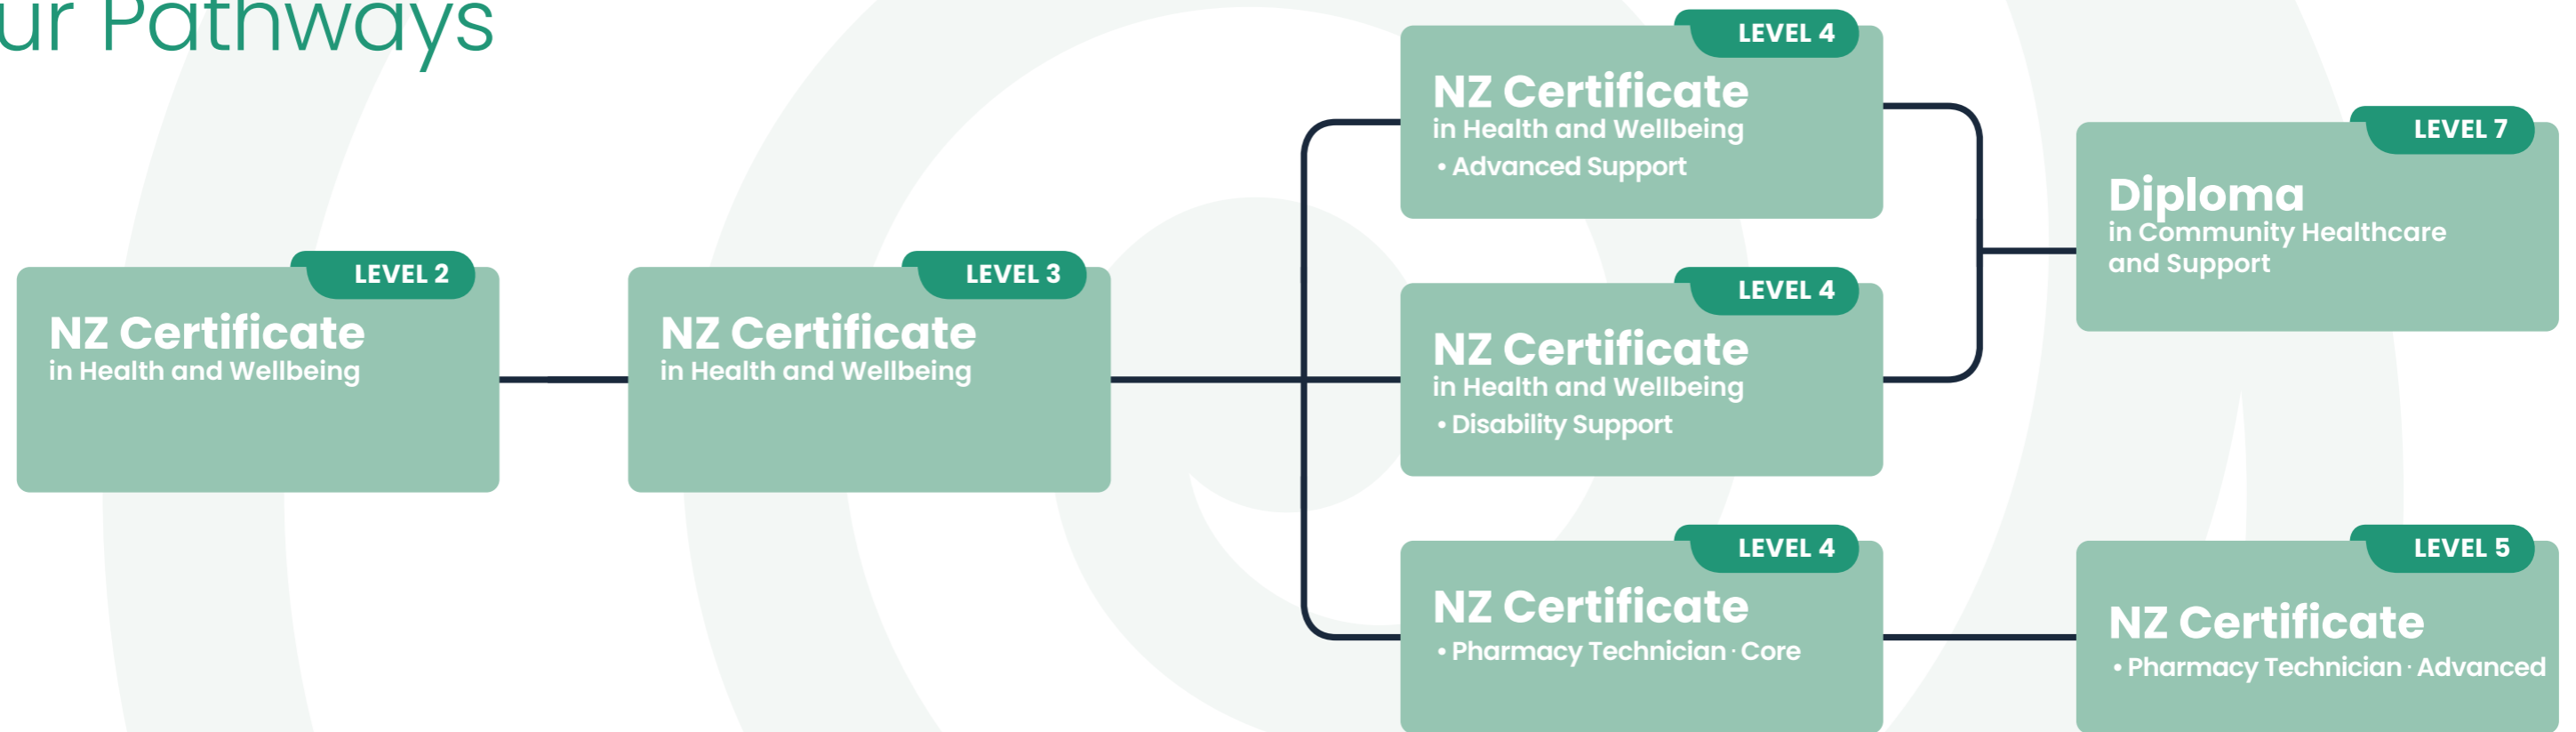 Pathways
LEVEL 2
NZ Certificate
in Health and Wellbeing
LEVEL 3
NZ Certificate
in Health and Wellbeing
LEVEL 4
NZ Certificate
in Health and Wellbeing
• Advanced Support
LEVEL 4
NZ Certificate
in Health and Wellbeing
• Disability Support
LEVEL 4
NZ Certificate
• Pharmacy Technician · Core
LEVEL 7
Diploma
in Community Healthcare
and Support
LEVEL 5
NZ Certificate
• Pharmacy Technician · Advanced